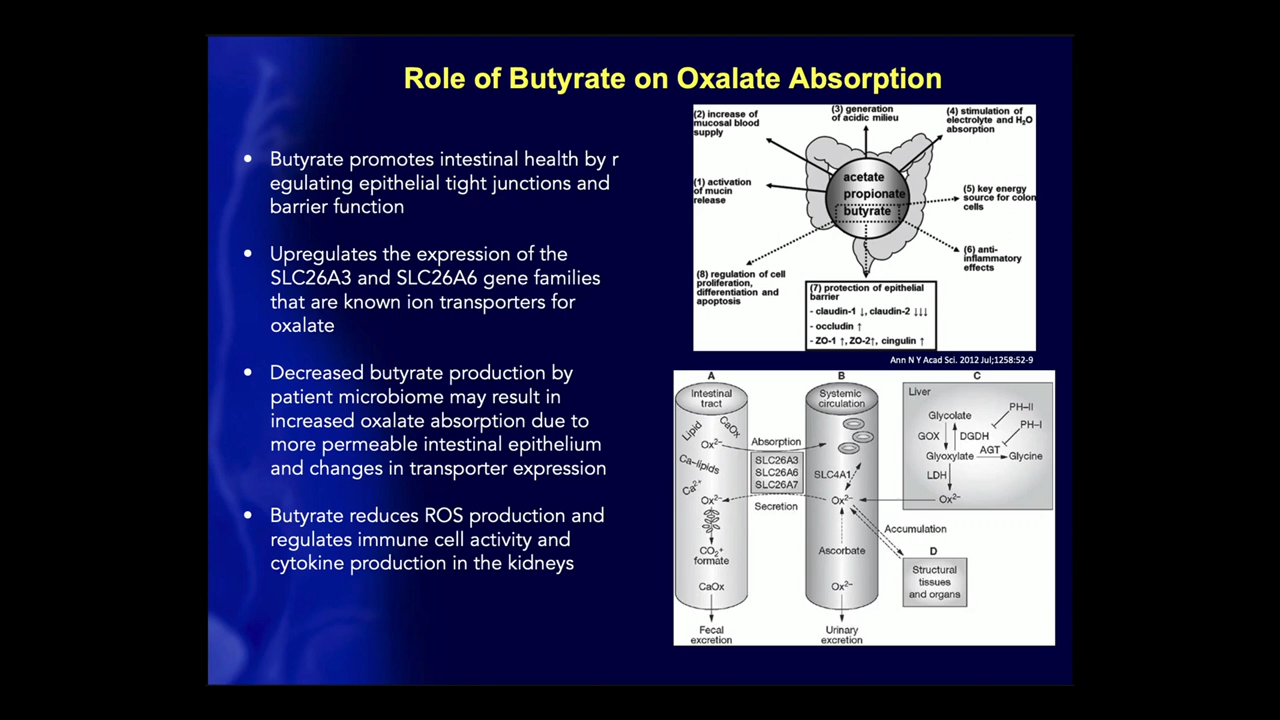 Role of Butyrate on Oxalate Absorption
• Butyrate promotes intestinal health by r
egulating epithelial tight junctions and
barrier function
• Upregulates the expression of the
SLC26A3 and SLC26A6 gene families
that are known ion transporters for
oxalate
• Decreased butyrate production by
patient microbiome may result in
increased oxalate absorption due to
more permeable intestinal epithelium
and changes in transporter expression
• Butyrate reduces ROS production and
regulates immune cell activity and
cytokine production in the kidneys
(2) increase of
mucosal blood
supply
(3) generation
of acidic milieu
(4) stimulation of
electrolyte and H₂O
absorption
(1) activation
of mucin
release
acetate
propionate
butyrate
(5) key energy
source for colon
cells
(6) anti-
inflammatory
effects
(8) regulation of cell
proliferation,
differentiation and
apoptosis
(7) protection of epithelial
barrier
- claudin-1 ↓, claudin-2 ↓↓↓
- occludin ↑
- ZO-1 ↑, ZO-2↑, cingulin ↑
Ann N Y Acad Sci. 2012 Jul;1258:52-9
A
Intestinal
tract
Lipid
CaOx
Ox²⁻
Ca–lipids
Ca²⁺
Ox²⁻
CO₂⁺
formate
CaOx
Fecal
excretion
Absorption
SLC26A3
SLC26A6
SLC26A7
Secretion
B
Systemic
circulation
SLC4A1
Ox²⁻
Ascorbate
Ox²⁻
Urinary
excretion
C
Liver
Glycolate
PH–II
GOX
DGDH
PH–I
AGT
Glyoxylate
Glycine
LDH
Ox²⁻
Accumulation
D
Structural
tissues
and organs